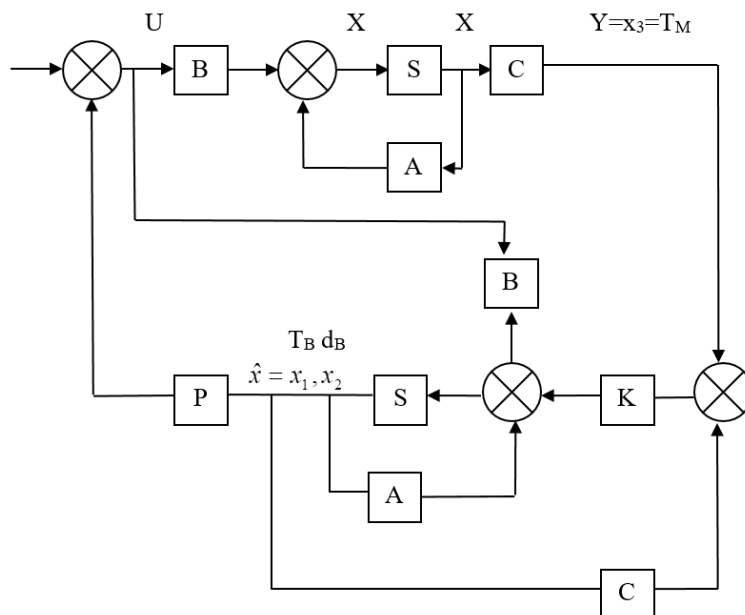 U X X Y=x₃=T_M
B S C
A
B
T_B d_B
x̂ = x₁, x₂
P S K
A
C